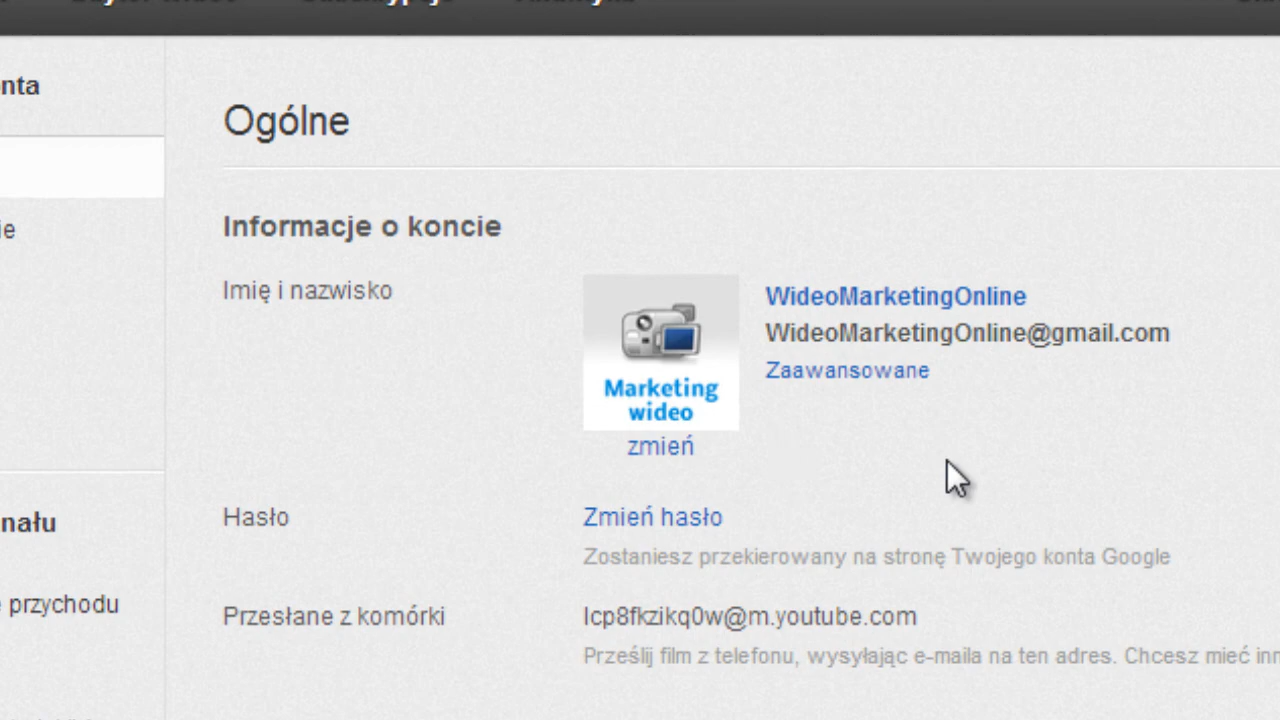 nta
Ogólne
ie
Informacje o koncie
Imię i nazwisko
WideoMarketingOnline
WideoMarketingOnline@gmail.com
Zaawansowane
Marketing
wideo
zmień
nału
Hasło
Zmień hasło
Zostaniesz przekierowany na stronę Twojego konta Google
przychodu
Przesłane z komórki
lcp8fkzikq0w@m.youtube.com
Prześlij film z telefonu, wysyłając e-maila na ten adres. Chcesz mieć inn